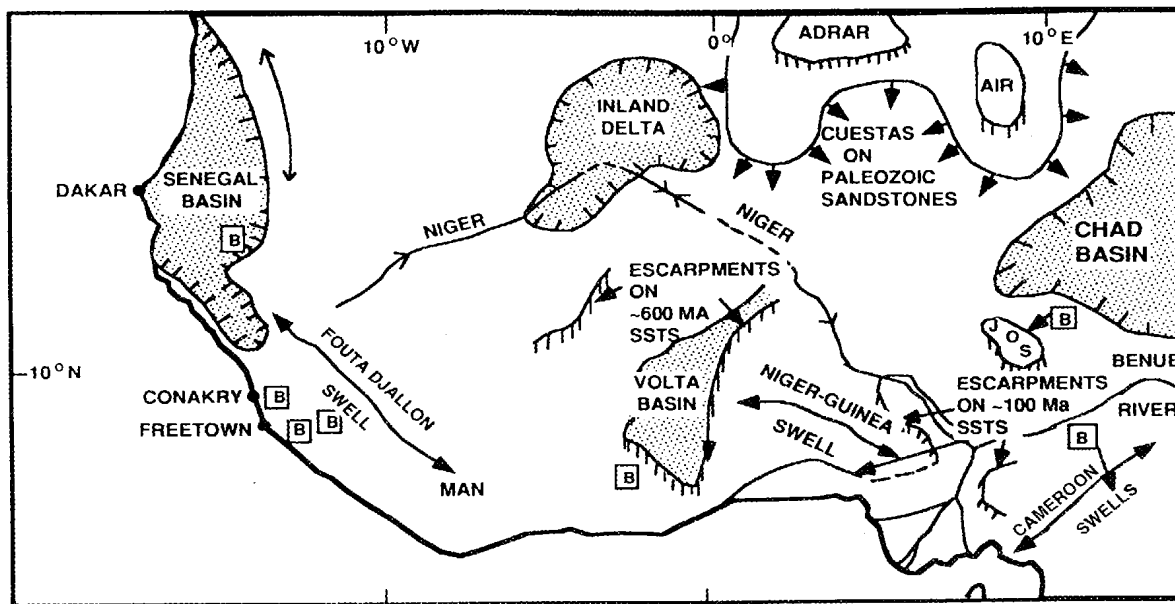 10°W
0°
10°E
ADRAR
AIR
INLAND
DELTA
CUESTAS
ON
PALEOZOIC
SANDSTONES
DAKAR
SENEGAL
BASIN
B
NIGER
NIGER
CHAD
BASIN
ESCARPMENTS
ON
~600 MA
SSTS
B
JOS
FOUTA DJALLON
SWELL
10°N
VOLTA
BASIN
NIGER-GUINEA
SWELL
ESCARPMENTS
ON ~100 Ma
SSTS
BENUE
RIVER
CONAKRY
B
FREETOWN
B
B
B
MAN
B
CAMEROON
SWELLS